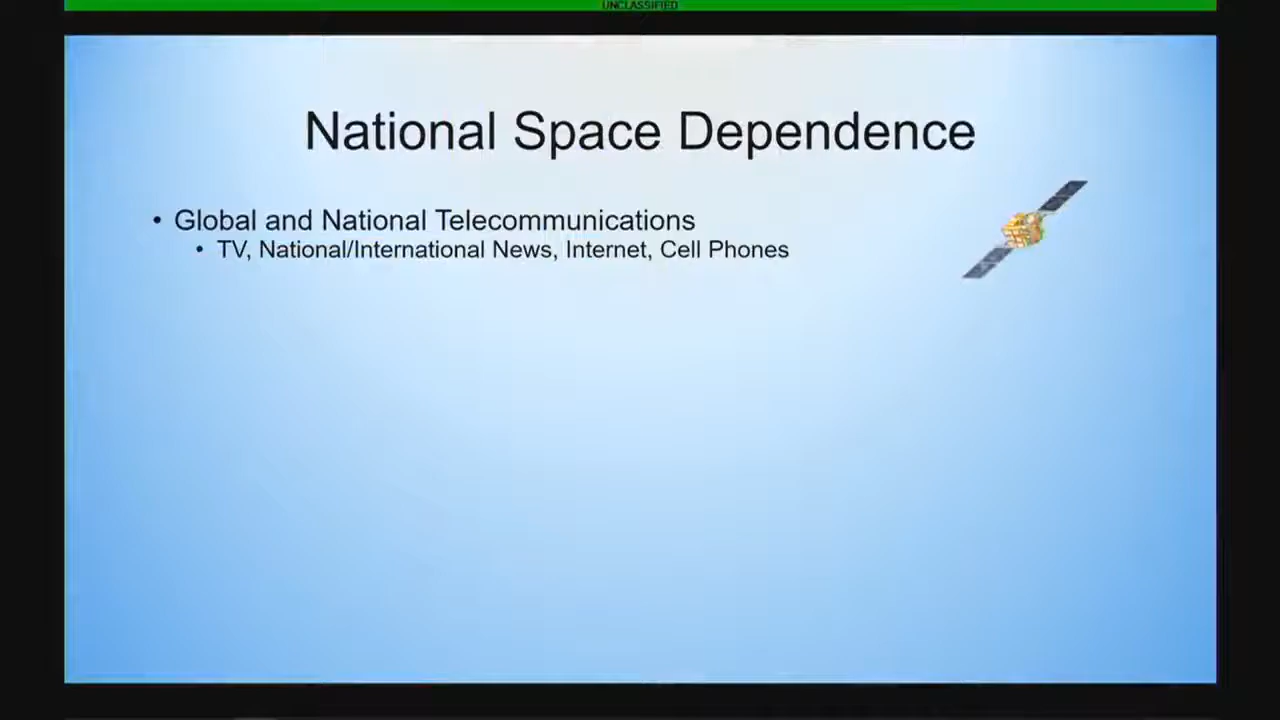 UNCLASSIFIED
National Space Dependence
• Global and National Telecommunications
• TV, National/International News, Internet, Cell Phones